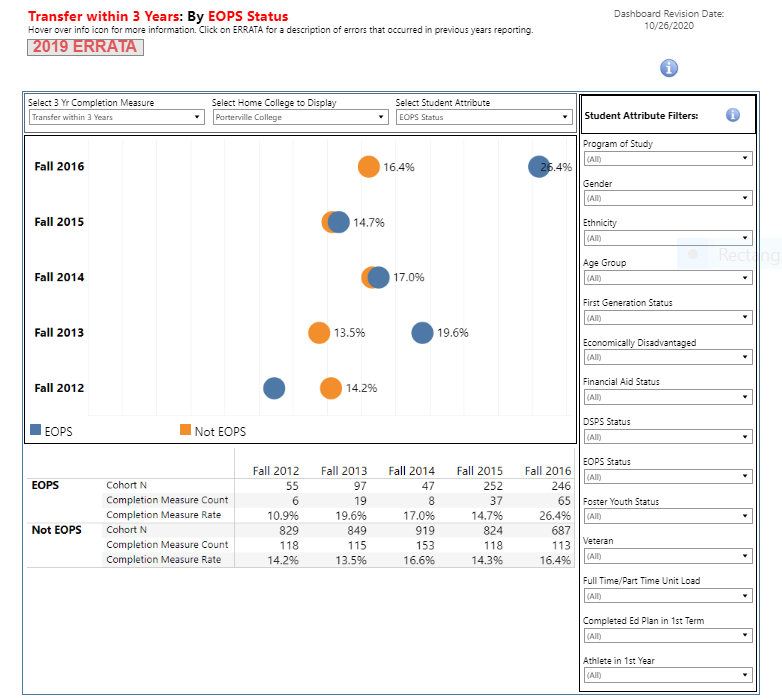 Transfer within 3 Years: By EOPS Status
Hover over info icon for more information. Click on ERRATA for a description of errors that occurred in previous years reporting.
2019 ERRATA
Dashboard Revision Date:
10/26/2020
i
Select 3 Yr Completion Measure Select Home College to Display Select Student Attribute
Transfer within 3 Years Porterville College EOPS Status
Fall 2016 16.4% 26.4%
Fall 2015 14.7%
Fall 2014 17.0%
Fall 2013 13.5% 19.6%
Fall 2012 14.2%
EOPS Not EOPS
Fall 2012 Fall 2013 Fall 2014 Fall 2015 Fall 2016
EOPS Cohort N 55 97 47 252 246
Completion Measure Count 6 19 8 37 65
Completion Measure Rate 10.9% 19.6% 17.0% 14.7% 26.4%
Not EOPS Cohort N 829 849 919 824 687
Completion Measure Count 118 115 153 118 113
Completion Measure Rate 14.2% 13.5% 16.6% 14.3% 16.4%
Student Attribute Filters: i
Program of Study
(All)
Gender
(All)
Ethnicity
(All)
Rectang
Age Group
(All)
First Generation Status
(All)
Economically Disadvantaged
(All)
Financial Aid Status
(All)
DSPS Status
(All)
EOPS Status
(All)
Foster Youth Status
(All)
Veteran
(All)
Full Time/Part Time Unit Load
(All)
Completed Ed Plan in 1st Term
(All)
Athlete in 1st Year
(All)